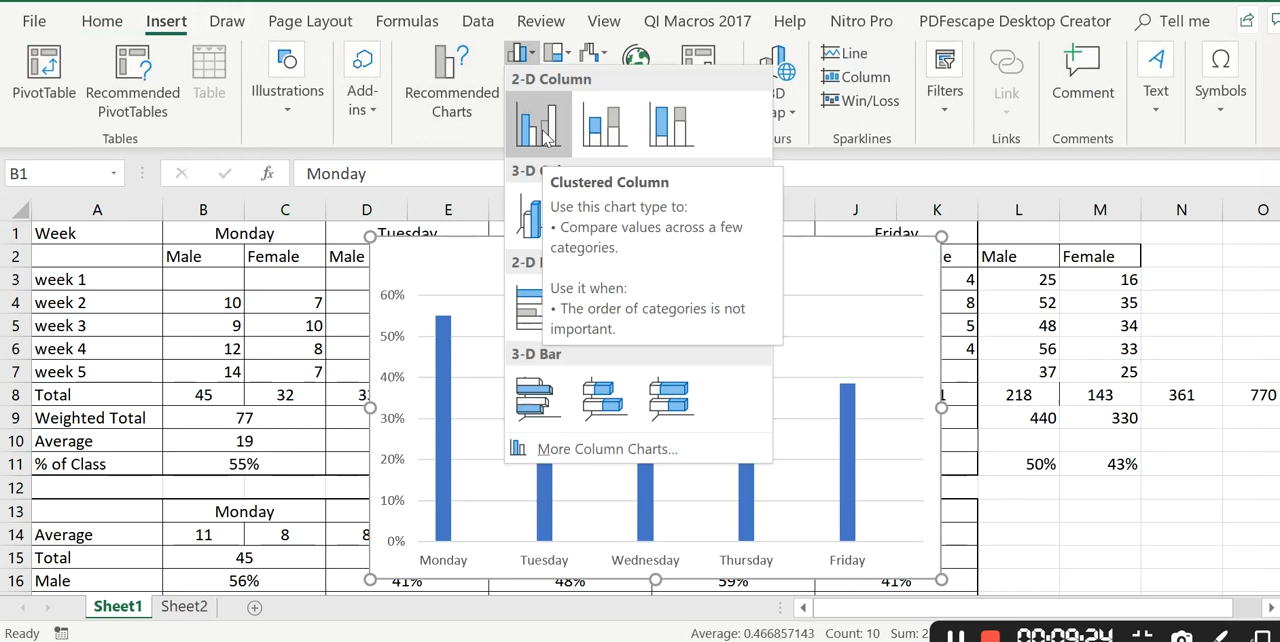 File Home Insert Draw Page Layout Formulas Data Review View QI Macros 2017 Help Nitro Pro PDFescape Desktop Creator Tell me
PivotTable Recommended PivotTables Table Illustrations Add-ins Recommended Charts Line Column Win/Loss Filters Link Comment Text Symbols
Tables Sparklines Links Comments
2-D Column
Clustered Column
Use this chart type to:
• Compare values across a few
categories.
Use it when:
• The order of categories is not
important.
3-D Bar
More Column Charts...
B1 fx Monday
A B C D E J K L M N O
1 Week Monday Tuesday Friday
2 Male Female Male Male Female
3 week 1 4 25 16
4 week 2 10 7 8 52 35
5 week 3 9 10 5 48 34
6 week 4 12 8 4 56 33
7 week 5 14 7 37 25
8 Total 45 32 218 143 361 770
9 Weighted Total 77 440 330
10 Average 19
11 % of Class 55% 50% 43%
12
13 Monday
14 Average 11 8 8
15 Total 45
16 Male 56% 41% 48% 59% 41%
60%
50%
40%
30%
20%
10%
0%
Monday Tuesday Wednesday Thursday Friday
Sheet1 Sheet2
Ready Average: 0.466857143 Count: 10 Sum: 2
00:09:24